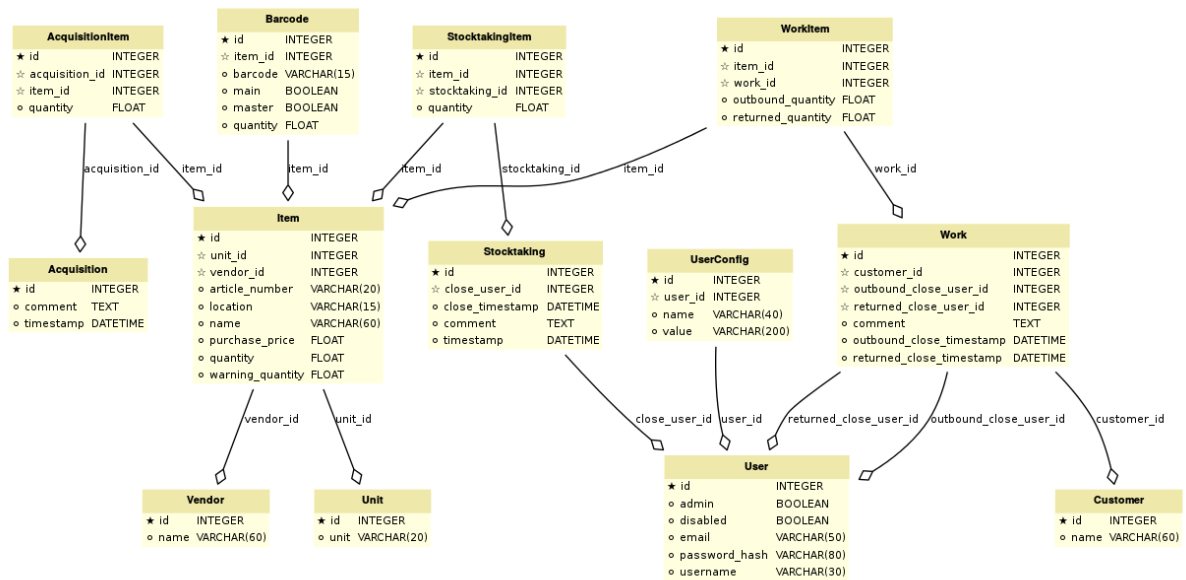 AcquisitionItem
★ id INTEGER
☆ acquisition_id INTEGER
☆ item_id INTEGER
quantity FLOAT
Barcode
★ id INTEGER
☆ item_id INTEGER
barcode VARCHAR(15)
main BOOLEAN
master BOOLEAN
quantity FLOAT
StocktakingItem
★ id INTEGER
☆ item_id INTEGER
☆ stocktaking_id INTEGER
quantity FLOAT
WorkItem
★ id INTEGER
☆ item_id INTEGER
☆ work_id INTEGER
outbound_quantity FLOAT
returned_quantity FLOAT
acquisition_id
item_id
item_id
item_id
stocktaking_id
item_id
work_id
Acquisition
★ id INTEGER
comment TEXT
timestamp DATETIME
Item
★ id INTEGER
☆ unit_id INTEGER
☆ vendor_id INTEGER
article_number VARCHAR(20)
location VARCHAR(15)
name VARCHAR(60)
purchase_price FLOAT
quantity FLOAT
warning_quantity FLOAT
Stocktaking
★ id INTEGER
☆ close_user_id INTEGER
close_timestamp DATETIME
comment TEXT
timestamp DATETIME
UserConfig
★ id INTEGER
☆ user_id INTEGER
name VARCHAR(40)
value VARCHAR(200)
Work
★ id INTEGER
☆ customer_id INTEGER
☆ outbound_close_user_id INTEGER
☆ returned_close_user_id INTEGER
comment TEXT
outbound_close_timestamp DATETIME
returned_close_timestamp DATETIME
vendor_id
unit_id
close_user_id
user_id
returned_close_user_id
outbound_close_user_id
customer_id
Vendor
★ id INTEGER
name VARCHAR(60)
Unit
★ id INTEGER
unit VARCHAR(20)
User
★ id INTEGER
admin BOOLEAN
disabled BOOLEAN
email VARCHAR(50)
password_hash VARCHAR(80)
username VARCHAR(30)
Customer
★ id INTEGER
name VARCHAR(60)